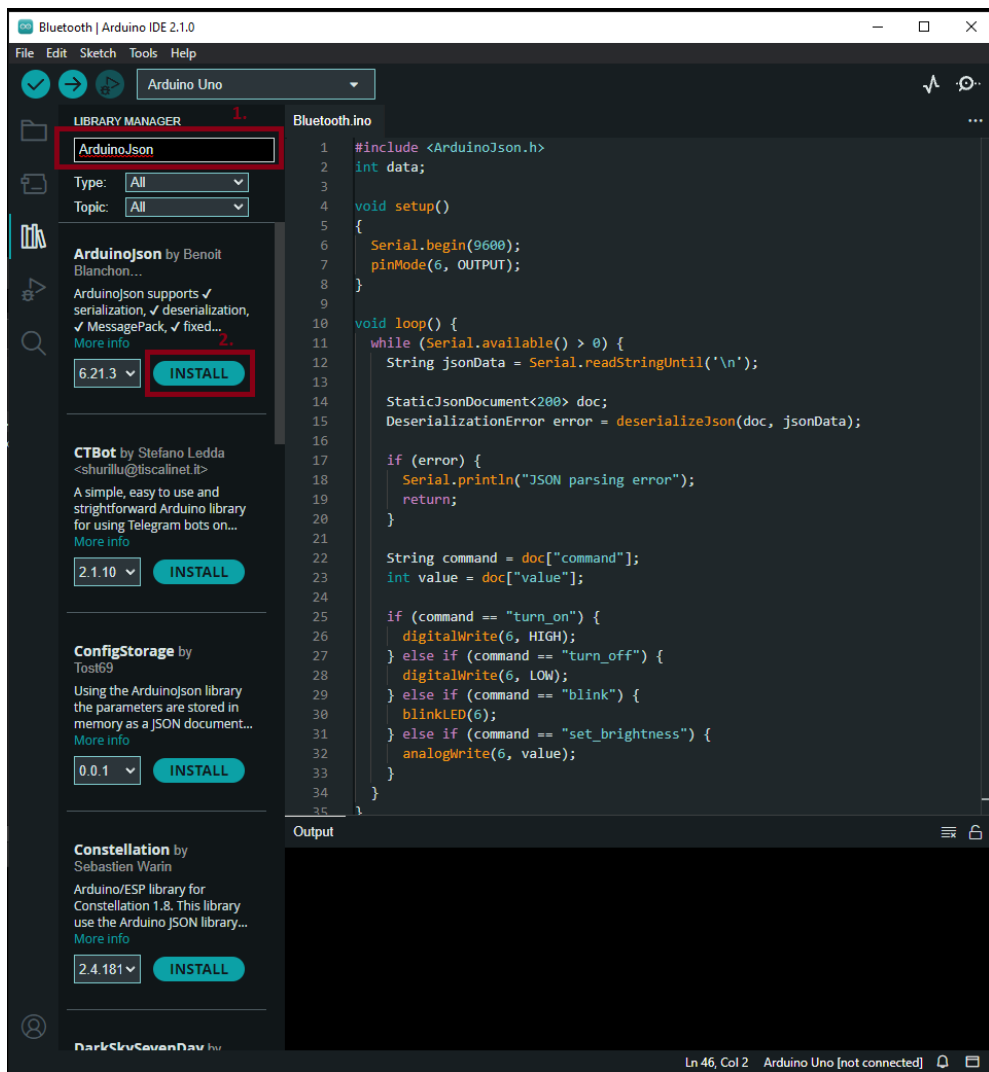 Bluetooth | Arduino IDE 2.1.0
File Edit Sketch Tools Help
Arduino Uno
LIBRARY MANAGER
1.
ArduinoJson
Type: All
Topic: All
ArduinoJson by Benoit
Blanchon...
ArduinoJson supports ✓
serialization, ✓ deserialization,
✓ MessagePack, ✓ fixed...
More info
2.
6.21.3 INSTALL
CTBot by Stefano Ledda
<shurillu@tiscalinet.it>
A simple, easy to use and
strightforward Arduino library
for using Telegram bots on...
More info
2.1.10 INSTALL
ConfigStorage by
Tost69
Using the ArduinoJson library
the parameters are stored in
memory as a JSON document...
More info
0.0.1 INSTALL
Constellation by
Sebastien Warin
Arduino/ESP library for
Constellation 1.8. This library
use the Arduino JSON library...
More info
2.4.181 INSTALL
DarkSkySevenDay by
Bluetooth.ino
...
1 #include <ArduinoJson.h>
2 int data;
3
4 void setup()
5 {
6 Serial.begin(9600);
7 pinMode(6, OUTPUT);
8 }
9
10 void loop() {
11 while (Serial.available() > 0) {
12 String jsonData = Serial.readStringUntil('\n');
13
14 StaticJsonDocument<200> doc;
15 DeserializationError error = deserializeJson(doc, jsonData);
16
17 if (error) {
18 Serial.println("JSON parsing error");
19 return;
20 }
21
22 String command = doc["command"];
23 int value = doc["value"];
24
25 if (command == "turn_on") {
26 digitalWrite(6, HIGH);
27 } else if (command == "turn_off") {
28 digitalWrite(6, LOW);
29 } else if (command == "blink") {
30 blinkLED(6);
31 } else if (command == "set_brightness") {
32 analogWrite(6, value);
33 }
34 }
35 }
Output
Ln 46, Col 2 Arduino Uno [not connected]